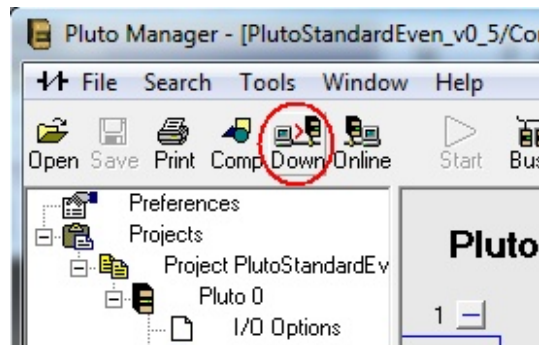 Pluto Manager - [PlutoStandardEven_v0_5/Co
File Search Tools Window Help
Open Save Print Comp Down Online Start Bus
Preferences
Projects
Project PlutoStandardEv
Pluto 0
I/O Options
Pluto
1